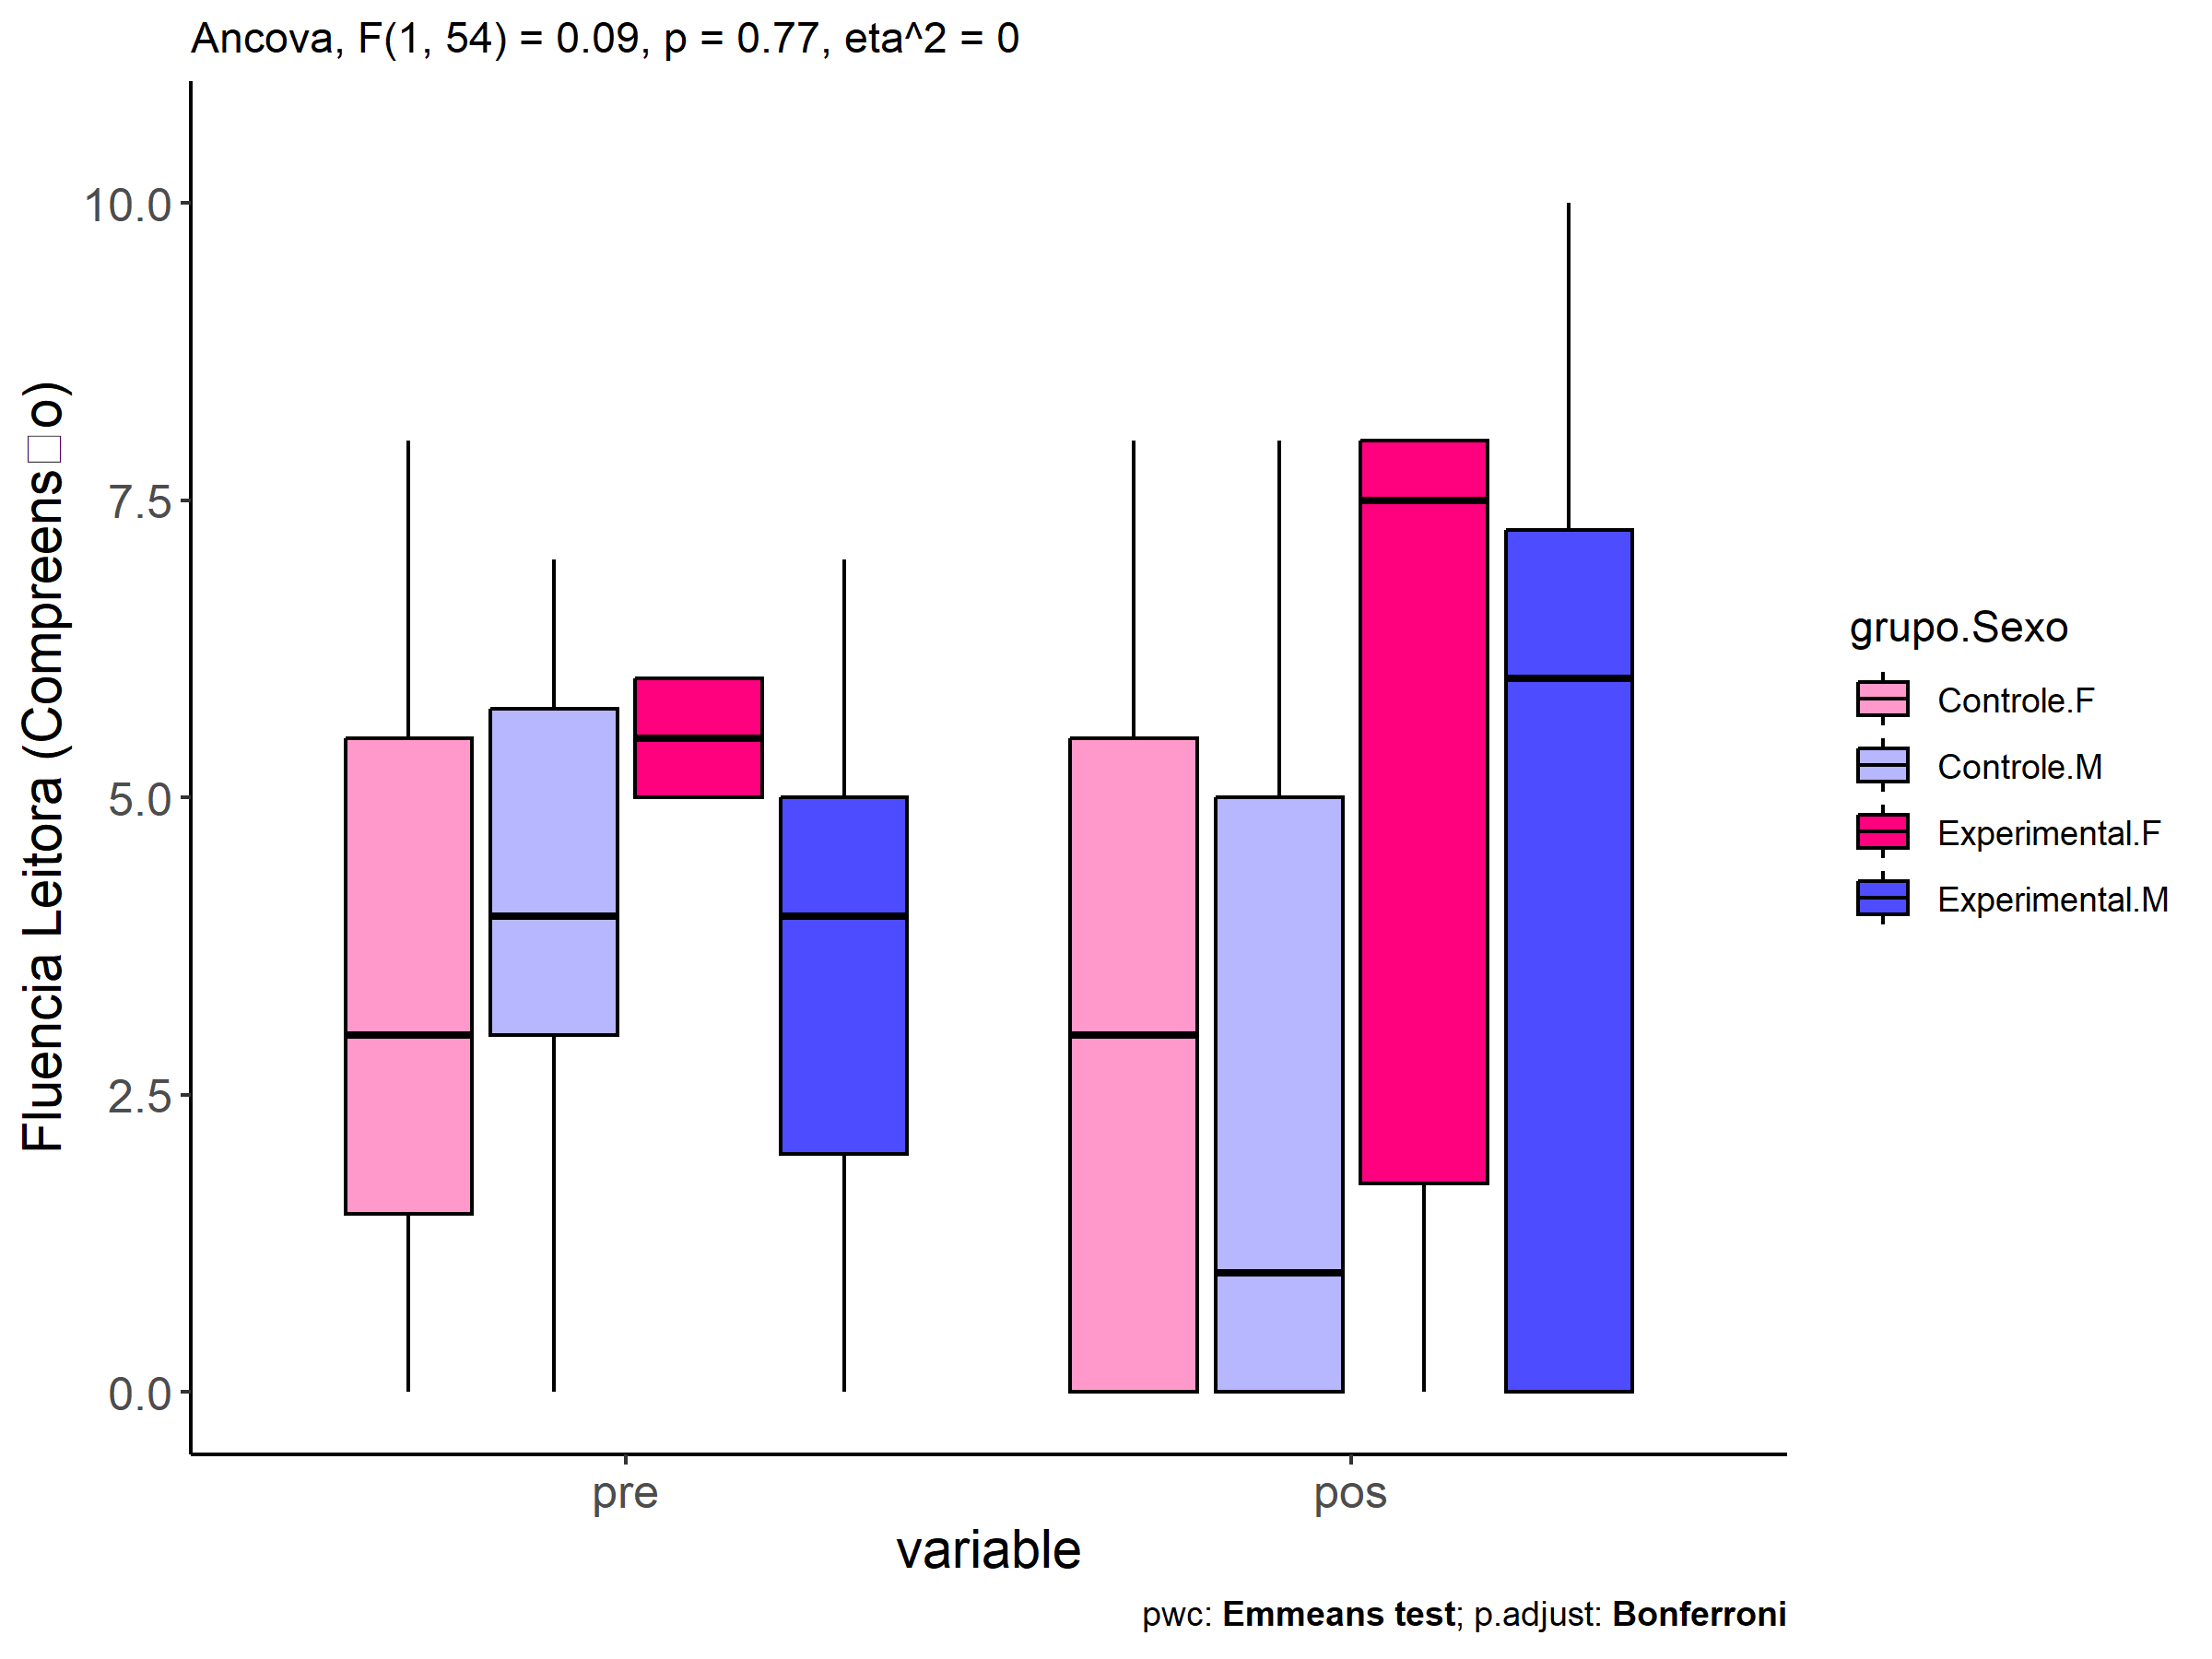 Ancova, F(1, 54) = 0.09, p = 0.77, eta^2 = 0
Fluencia Leitora (Compreens□o)
10.0
7.5
5.0
2.5
0.0
pre
pos
variable
grupo.Sexo
Controle.F
Controle.M
Experimental.F
Experimental.M
pwc: Emmeans test; p.adjust: Bonferroni